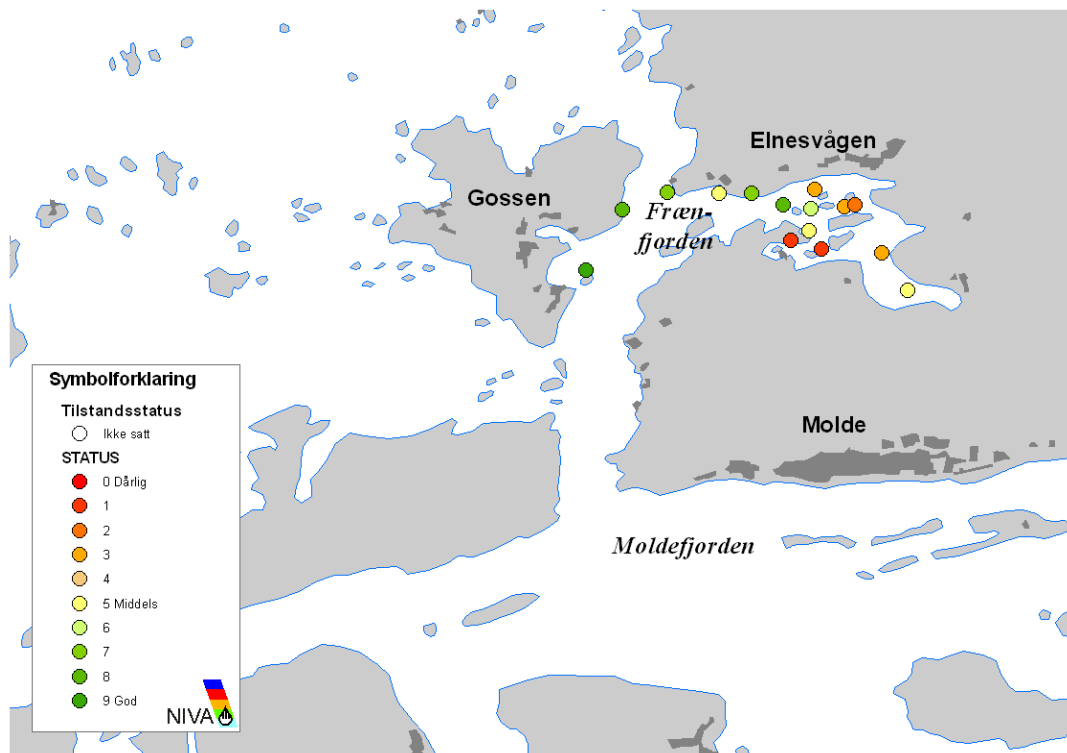 Elnesvågen
Gossen
Fræn-
fjorden
Molde
Moldefjorden
Symbolforklaring
Tilstandsstatus
Ikke satt
STATUS
0 Dårlig
1
2
3
4
5 Middels
6
7
8
9 God
NIVA